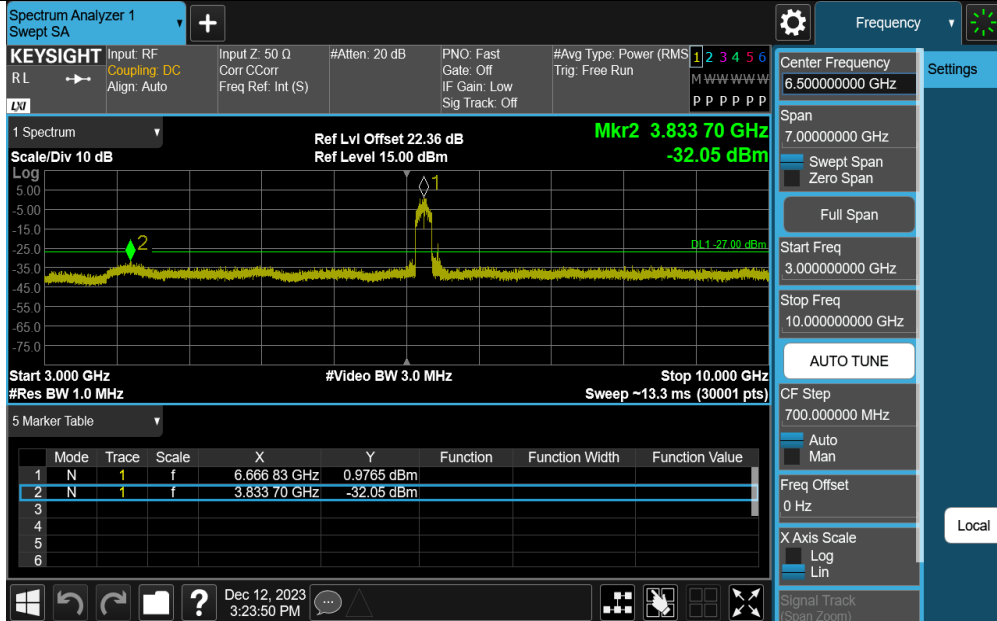 Spectrum Analyzer 1
Swept SA
+
Frequency
KEYSIGHT
RL
LXI
Input: RF
Coupling: DC
Align: Auto
Input Z: 50 Ω
Corr CCorr
Freq Ref: Int (S)
#Atten: 20 dB
PNO: Fast
Gate: Off
IF Gain: Low
Sig Track: Off
#Avg Type: Power (RMS
Trig: Free Run
1 2 3 4 5 6
M W W W W W
P P P P P P
Center Frequency
6.500000000 GHz
Settings
Span
7.00000000 GHz
Swept Span
Zero Span
Full Span
Start Freq
3.000000000 GHz
Stop Freq
10.000000000 GHz
AUTO TUNE
CF Step
700.000000 MHz
Auto
Man
Freq Offset
0 Hz
X Axis Scale
Log
Lin
Signal Track
(Span Zoom)
Local
1 Spectrum
Scale/Div 10 dB
Ref Lvl Offset 22.36 dB
Ref Level 15.00 dBm
Mkr2 3.833 70 GHz
-32.05 dBm
Log
5.00
-5.00
-15.0
-25.0
-35.0
-45.0
-55.0
-65.0
-75.0
1
2
DL1 -27.00 dBm
Start 3.000 GHz
#Res BW 1.0 MHz
#Video BW 3.0 MHz
Stop 10.000 GHz
Sweep ~13.3 ms (30001 pts)
5 Marker Table
Mode Trace Scale X Y Function Function Width Function Value
1 N 1 f 6.666 83 GHz 0.9765 dBm
2 N 1 f 3.833 70 GHz -32.05 dBm
3
4
5
6
?
Dec 12, 2023
3:23:50 PM